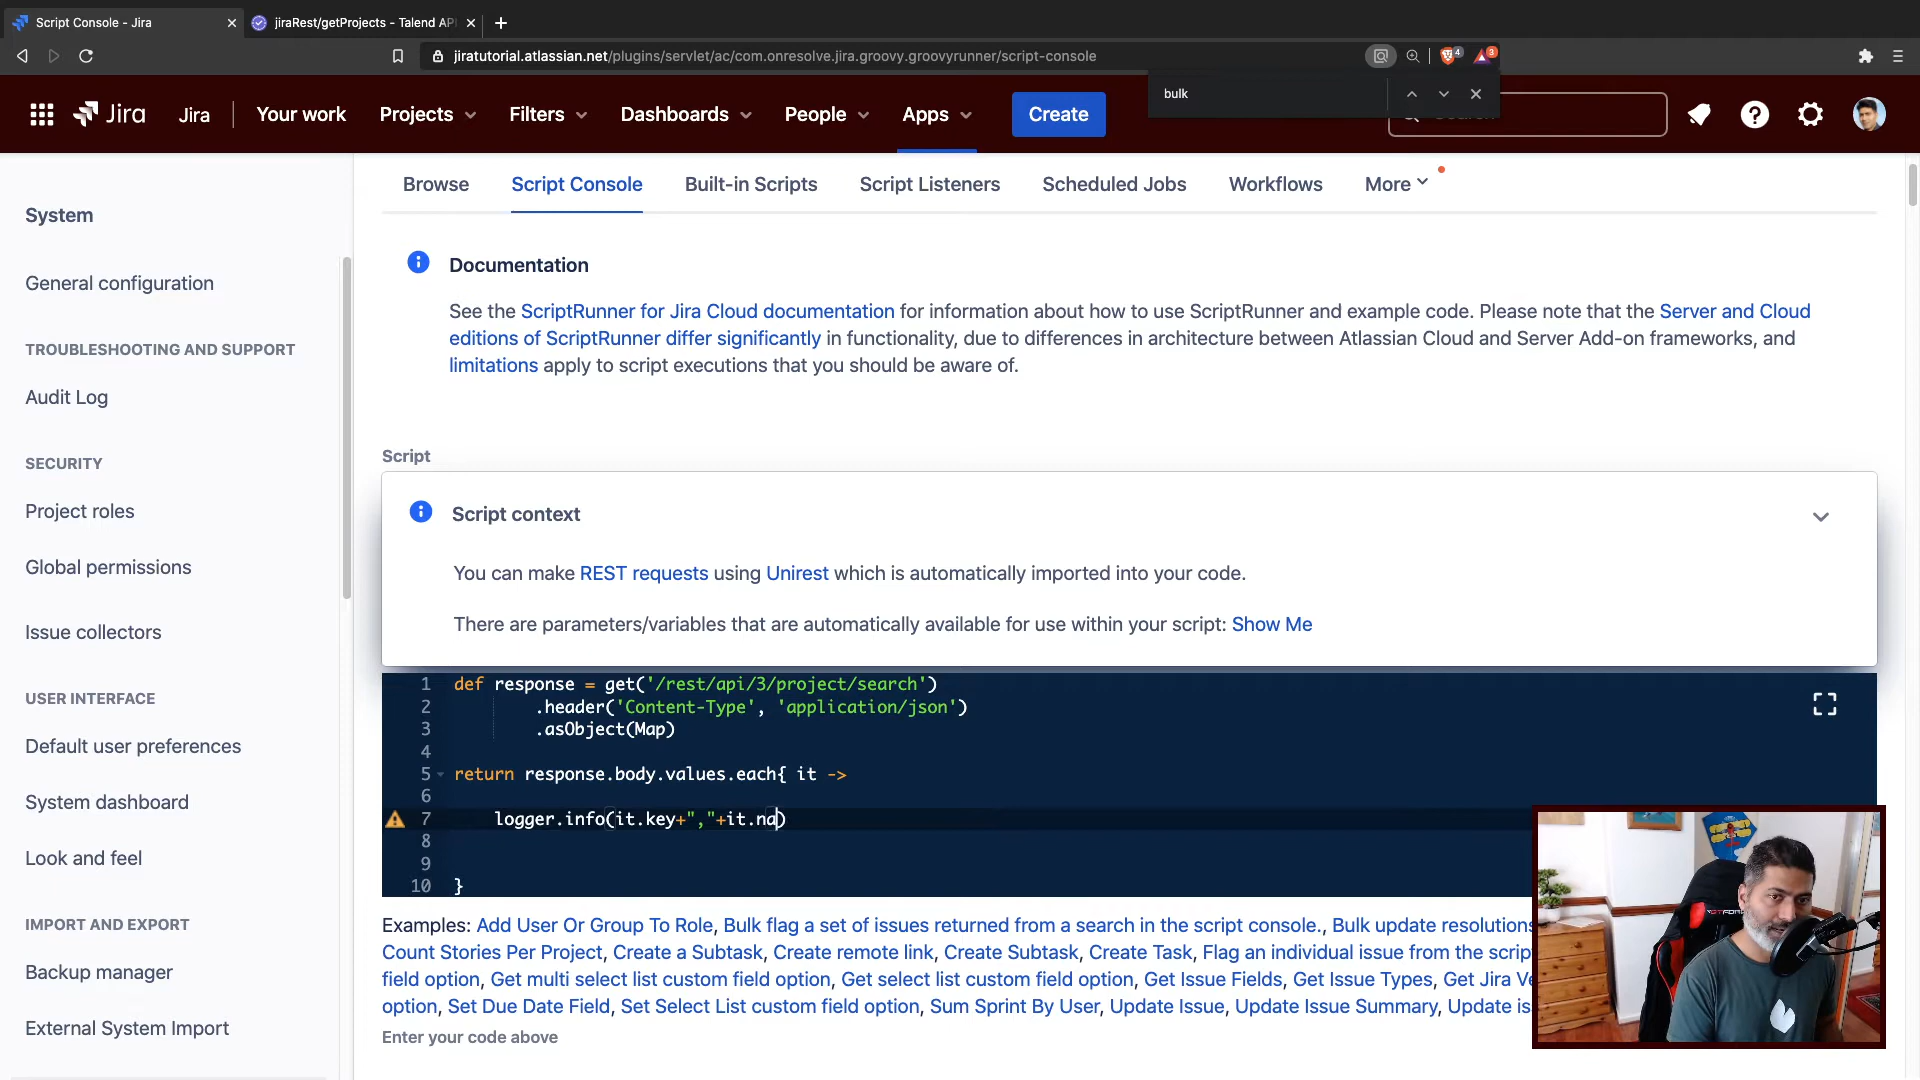 Script Console - Jira
jiraRest/getProjects - Talend AP
jiratutorial.atlassian.net/plugins/servlet/ac/com.onresolve.jira.groovy.groovyrunner/script-console
4
3
bulk
Jira
Jira
Your work
Projects
Filters
Dashboards
People
Apps
Create
System
General configuration
TROUBLESHOOTING AND SUPPORT
Audit Log
SECURITY
Project roles
Global permissions
Issue collectors
USER INTERFACE
Default user preferences
System dashboard
Look and feel
IMPORT AND EXPORT
Backup manager
External System Import
Browse
Script Console
Built-in Scripts
Script Listeners
Scheduled Jobs
Workflows
More
Documentation
See the ScriptRunner for Jira Cloud documentation for information about how to use ScriptRunner and example code. Please note that the Server and Cloud
editions of ScriptRunner differ significantly in functionality, due to differences in architecture between Atlassian Cloud and Server Add-on frameworks, and
limitations apply to script executions that you should be aware of.
Script
Script context
You can make REST requests using Unirest which is automatically imported into your code.
There are parameters/variables that are automatically available for use within your script: Show Me
1 def response = get('/rest/api/3/project/search')
2 .header('Content-Type', 'application/json')
3 .asObject(Map)
4
5 return response.body.values.each{ it ->
6
7 logger.info(it.key+","+it.na)
8
9
10 }
Examples: Add User Or Group To Role, Bulk flag a set of issues returned from a search in the script console., Bulk update resolutions
Count Stories Per Project, Create a Subtask, Create remote link, Create Subtask, Create Task, Flag an individual issue from the scrip
field option, Get multi select list custom field option, Get select list custom field option, Get Issue Fields, Get Issue Types, Get Jira Ve
option, Set Due Date Field, Set Select List custom field option, Sum Sprint By User, Update Issue, Update Issue Summary, Update is
Enter your code above